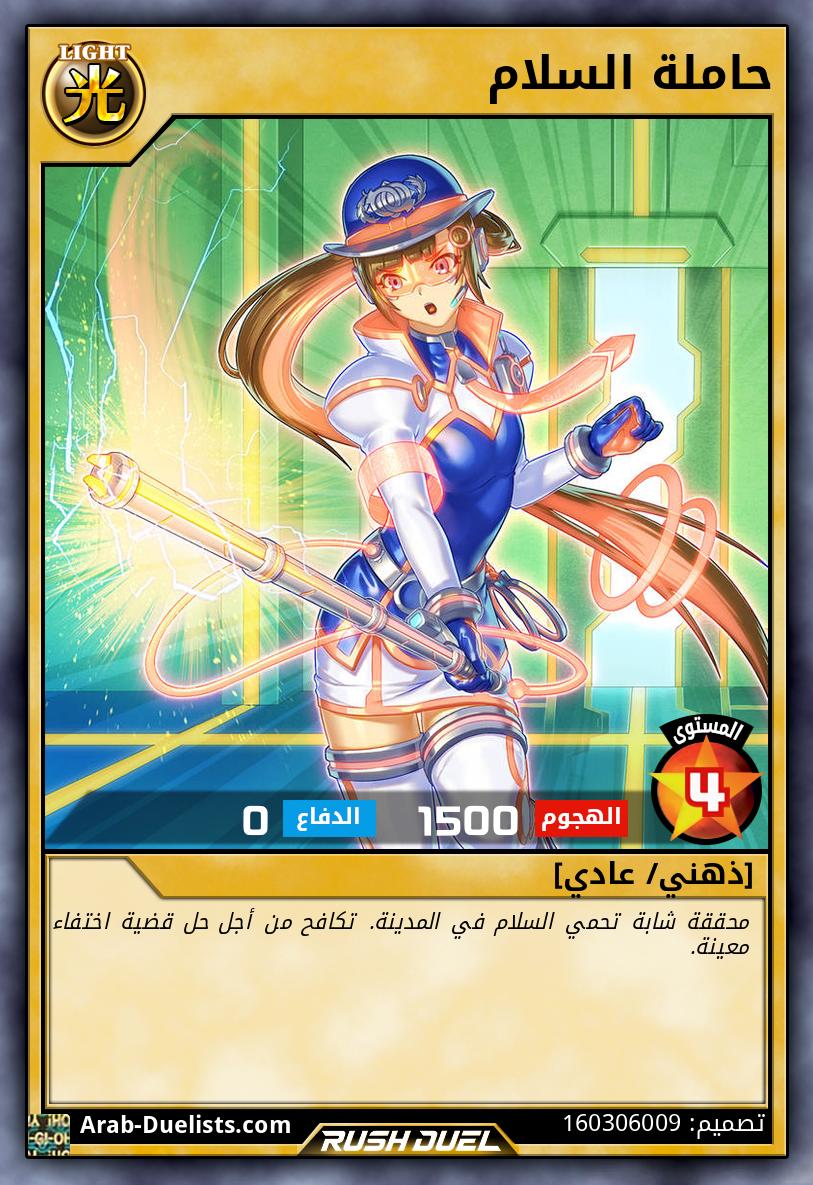 LIGHT
光
حاملة السلام
المستوى
4
الهجوم 1500 الدفاع 0
[ذهني/ عادي]
محققة شابة تحمي السلام في المدينة. تكافح من أجل حل قضية اختفاء
معينة.
تصميم: 160306009
RUSH DUEL
Arab-Duelists.com